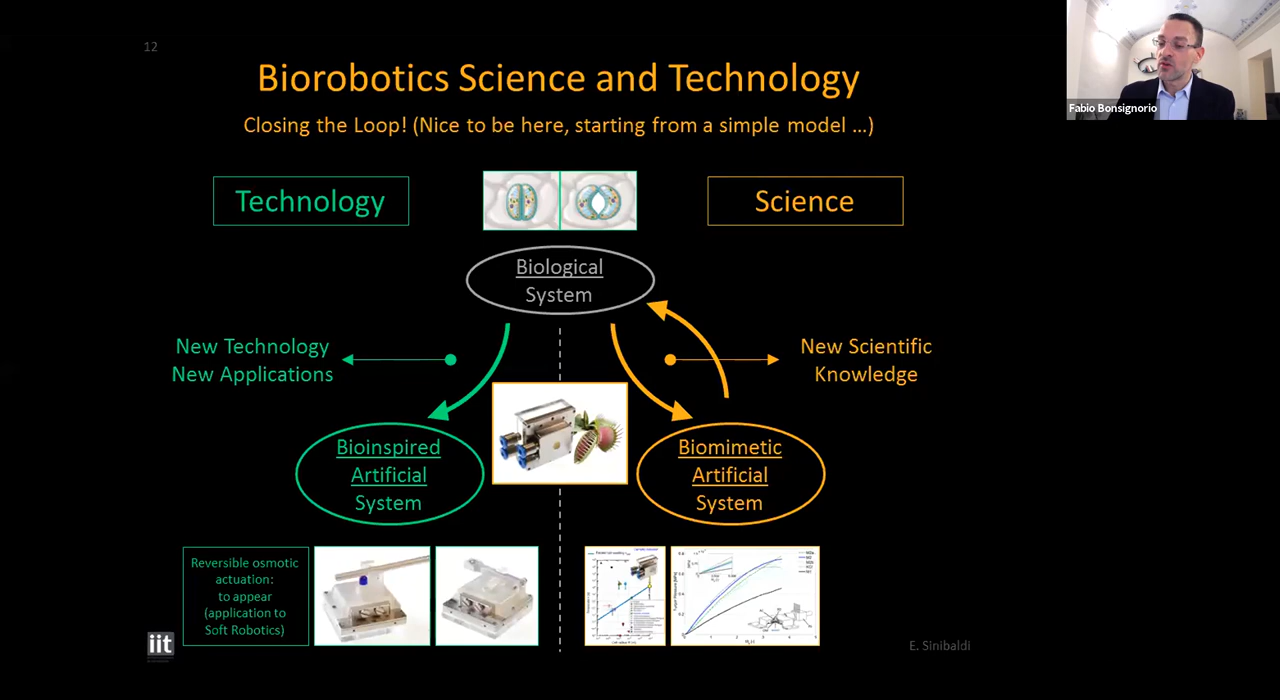 12
Biorobotics Science and Technology
Closing the Loop! (Nice to be here, starting from a simple model ...)
Fabio Bonsignorio
Technology
Science
Biological
System
New Technology
New Applications
New Scientific
Knowledge
Bioinspired
Artificial
System
Biomimetic
Artificial
System
Reversible osmotic
actuation:
to appear
(application to
Soft Robotics)
iit
E. Sinibaldi